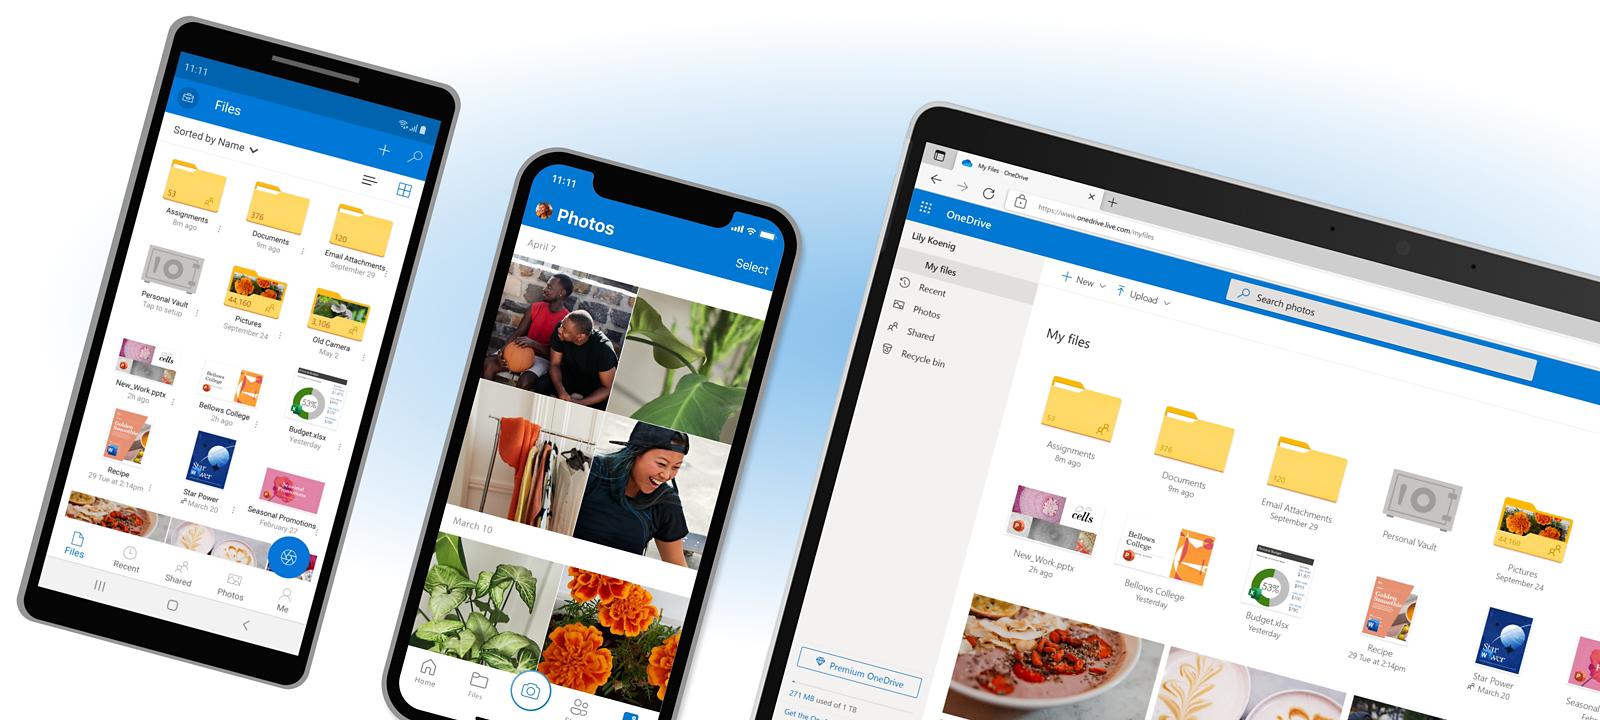 11:11
Files
Sorted by Name
53
Assignments
8m ago
376
Documents
9m ago
120
Email Attachments
September 29
Personal Vault
Tap to setup
44,160
Pictures
September 24
3,106
Old Camera
May 2
cells
New_Work.pptx
2h ago
Bellows
College
Bellows College
2h ago
53%
Budget.xlsx
Yesterday
Golden
Smoothie
Recipe
29 Tue at 2:14pm
Star
Power
Star Power
March 20
Seasonal
Promotions
Seasonal Promotions
February 27
Files
Recent
Shared
Photos
Me
11:11
Photos
Select
April 7
March 10
Home
Files
My Files - OneDrive
https://www.onedrive.live.com/myfiles
OneDrive
Search photos
Lily Koenig
My files
Recent
Photos
Shared
Recycle bin
Premium OneDrive
271 MB used of 1 TB
New
Upload
My files
53
Assignments
8m ago
376
Documents
9m ago
120
Email Attachments
September 29
Personal Vault
44,160
Pictures
September 24
cells
New_Work.pptx
2h ago
Bellows
College
Bellows College
Yesterday
53%
Budget.xlsx
Yesterday
Golden
Smoothie
Recipe
29 Tue at 2:14pm
Star
Power
Star Power
March 20